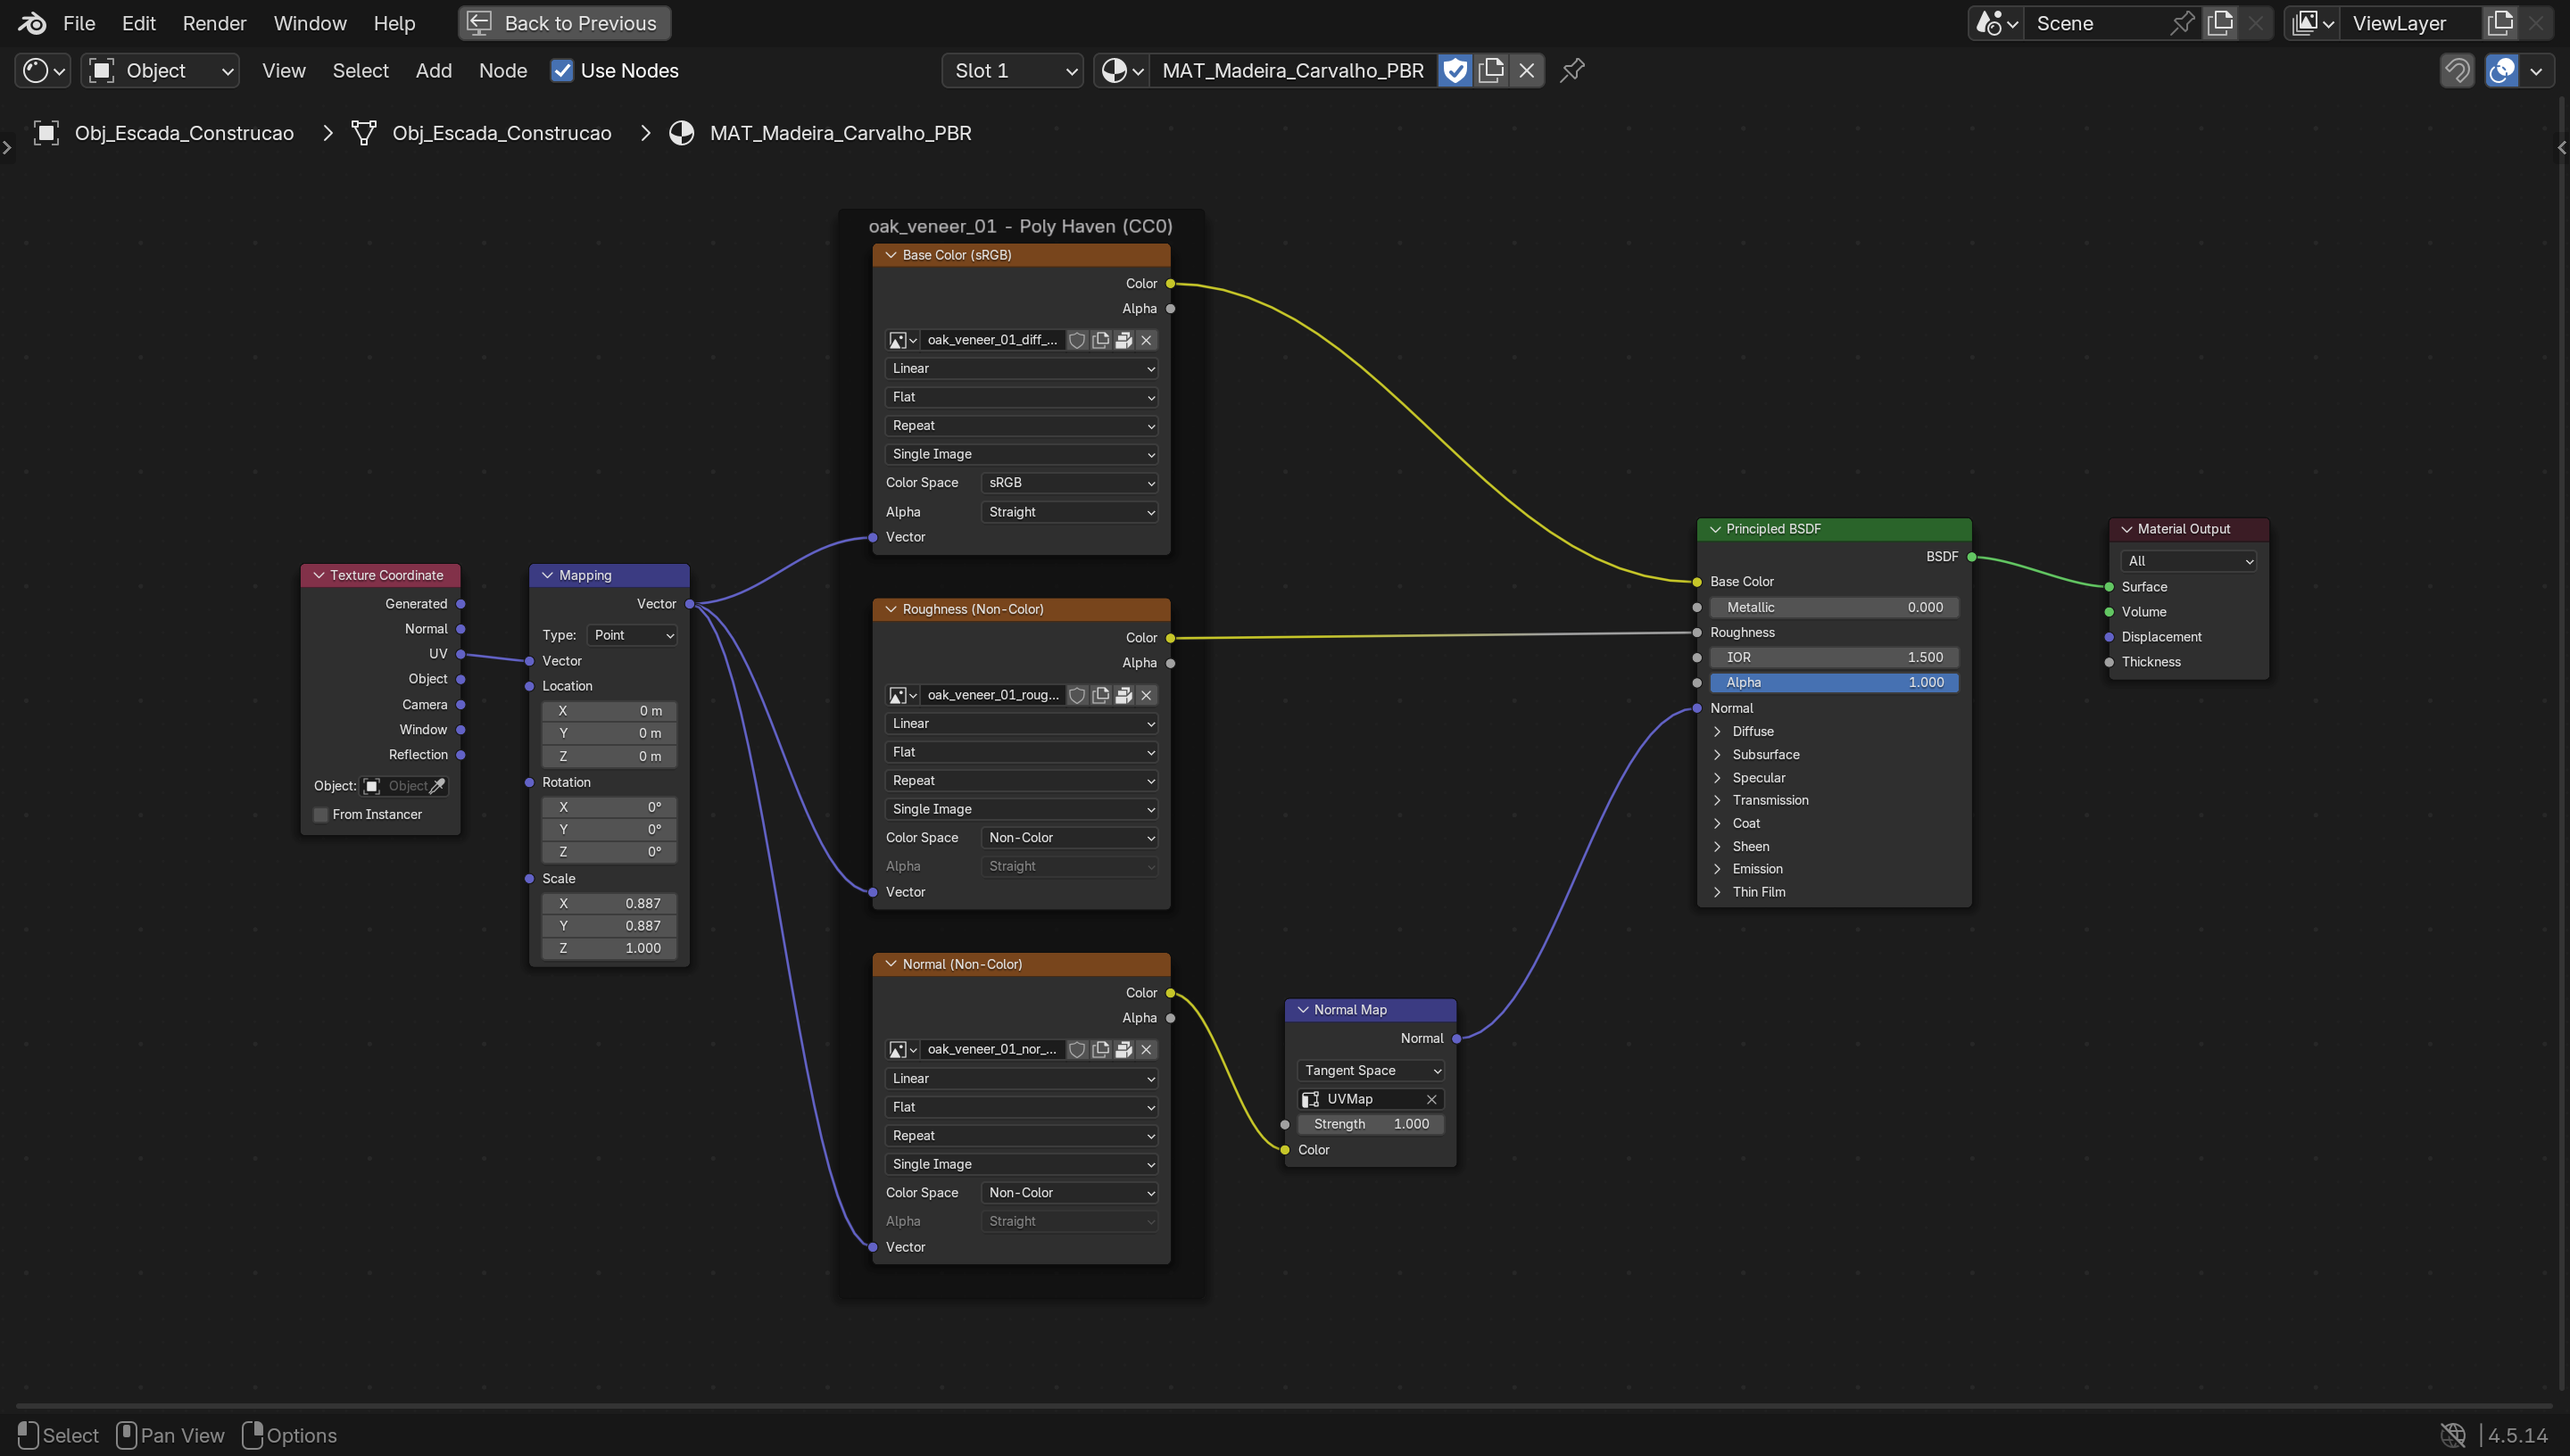 File Edit Render Window Help Back to Previous Scene ViewLayer
Object View Select Add Node Use Nodes Slot 1 MAT_Madeira_Carvalho_PBR
Obj_Escada_Construcao Obj_Escada_Construcao MAT_Madeira_Carvalho_PBR
Texture Coordinate
Generated
Normal
UV
Object
Camera
Window
Reflection
Object: Object
From Instancer
Mapping
Vector
Type: Point
Vector
Location
X 0 m
Y 0 m
Z 0 m
Rotation
X 0°
Y 0°
Z 0°
Scale
X 0.887
Y 0.887
Z 1.000
oak_veneer_01 - Poly Haven (CC0)
Base Color (sRGB)
Color
Alpha
oak_veneer_01_diff_...
Linear
Flat
Repeat
Single Image
Color Space sRGB
Alpha Straight
Vector
Roughness (Non-Color)
Color
Alpha
oak_veneer_01_roug...
Linear
Flat
Repeat
Single Image
Color Space Non-Color
Alpha Straight
Vector
Normal (Non-Color)
Color
Alpha
oak_veneer_01_nor_...
Linear
Flat
Repeat
Single Image
Color Space Non-Color
Alpha Straight
Vector
Normal Map
Normal
Tangent Space
UVMap
Strength 1.000
Color
Principled BSDF
BSDF
Base Color
Metallic 0.000
Roughness
IOR 1.500
Alpha 1.000
Normal
Diffuse
Subsurface
Specular
Transmission
Coat
Sheen
Emission
Thin Film
Material Output
All
Surface
Volume
Displacement
Thickness
Select Pan View Options 4.5.14